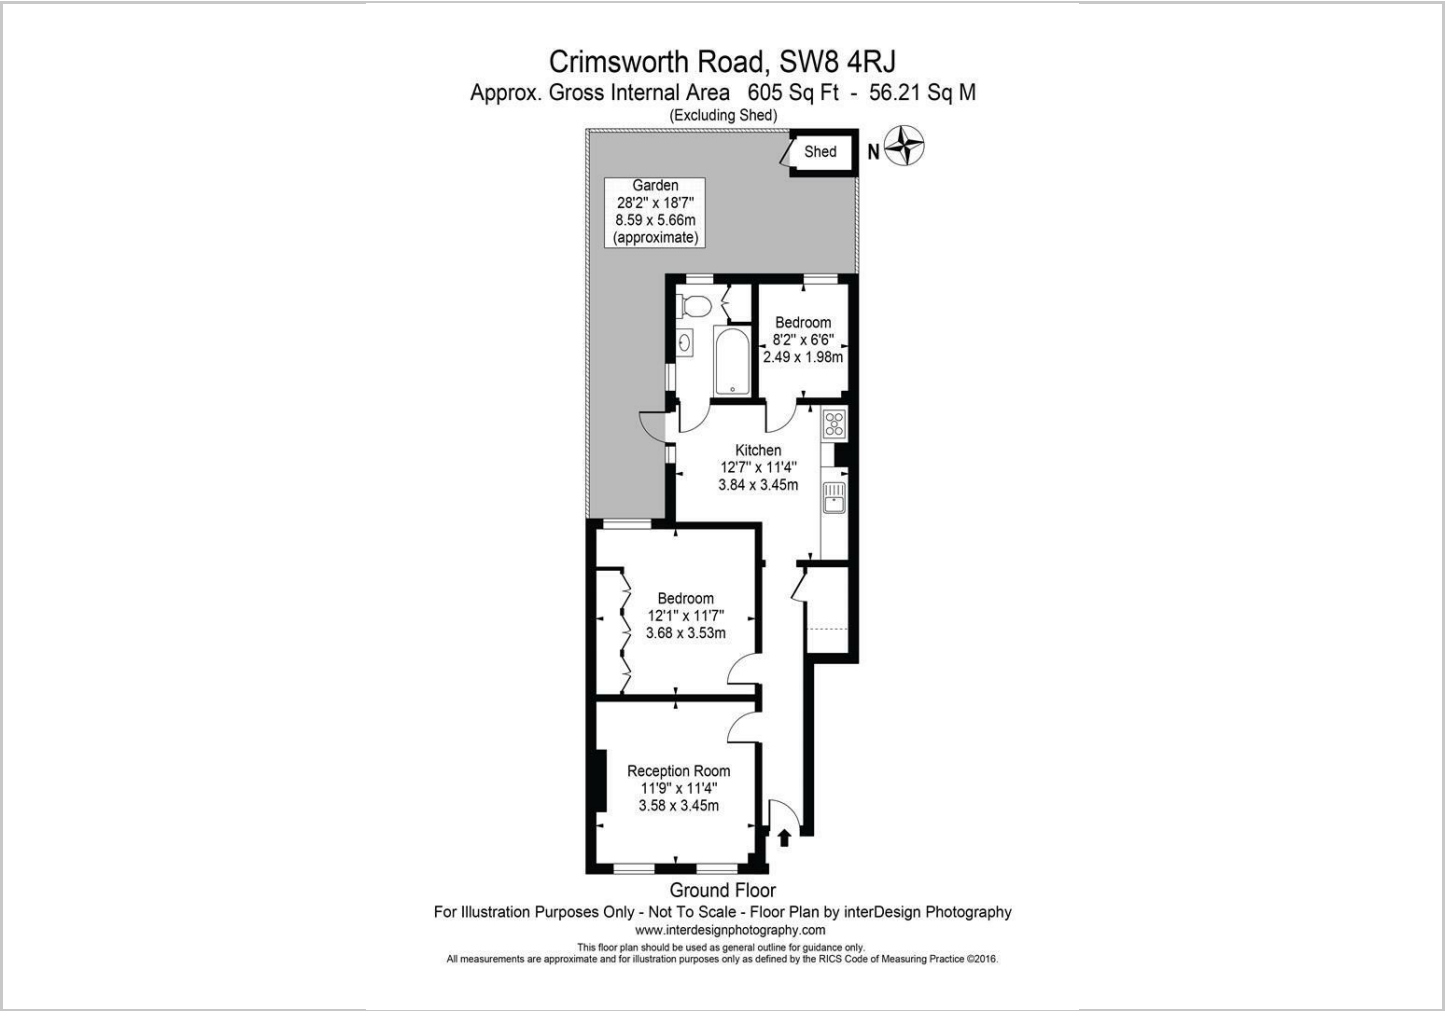 Crimsworth Road, SW8 4RJ
Approx. Gross Internal Area 605 Sq Ft - 56.21 Sq M
(Excluding Shed)
Shed
N
Garden
28'2" x 18'7"
8.59 x 5.66m
(approximate)
Bedroom
8'2" x 6'6"
2.49 x 1.98m
Kitchen
12'7" x 11'4"
3.84 x 3.45m
Bedroom
12'1" x 11'7"
3.68 x 3.53m
Reception Room
11'9" x 11'4"
3.58 x 3.45m
Ground Floor
For Illustration Purposes Only - Not To Scale - Floor Plan by interDesign Photography
www.interdesignphotography.com
This floor plan should be used as general outline for guidance only.
All measurements are approximate and for illustration purposes only as defined by the RICS Code of Measuring Practice ©2016.